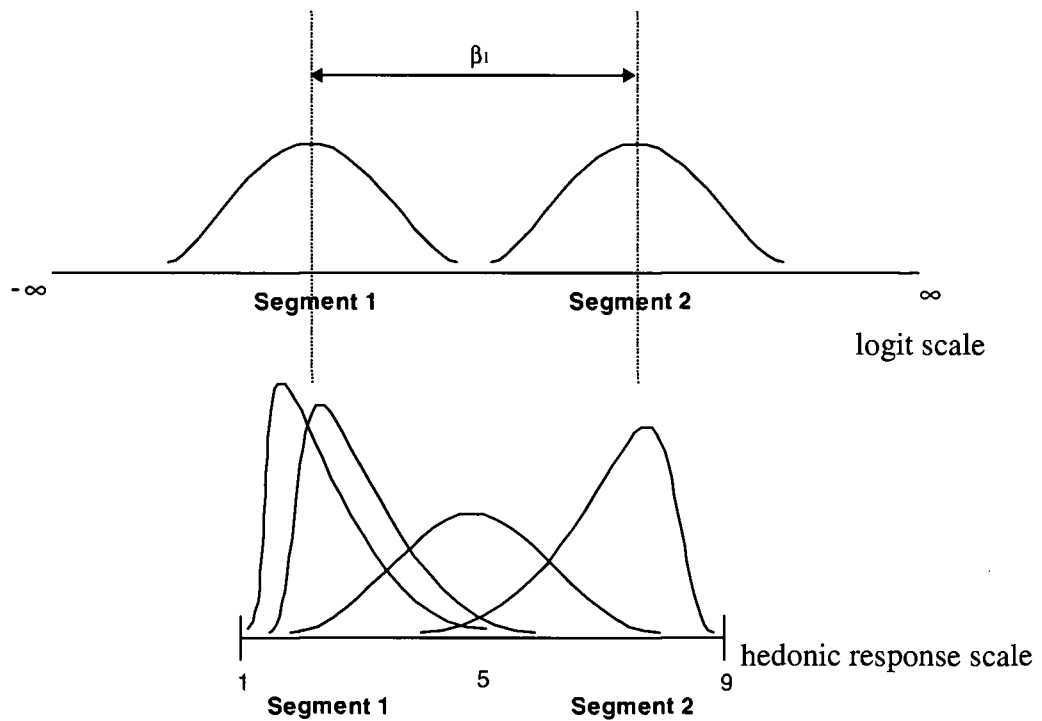 β1
- ∞
Segment 1
Segment 2
∞
logit scale
1
5
9
hedonic response scale
Segment 1
Segment 2